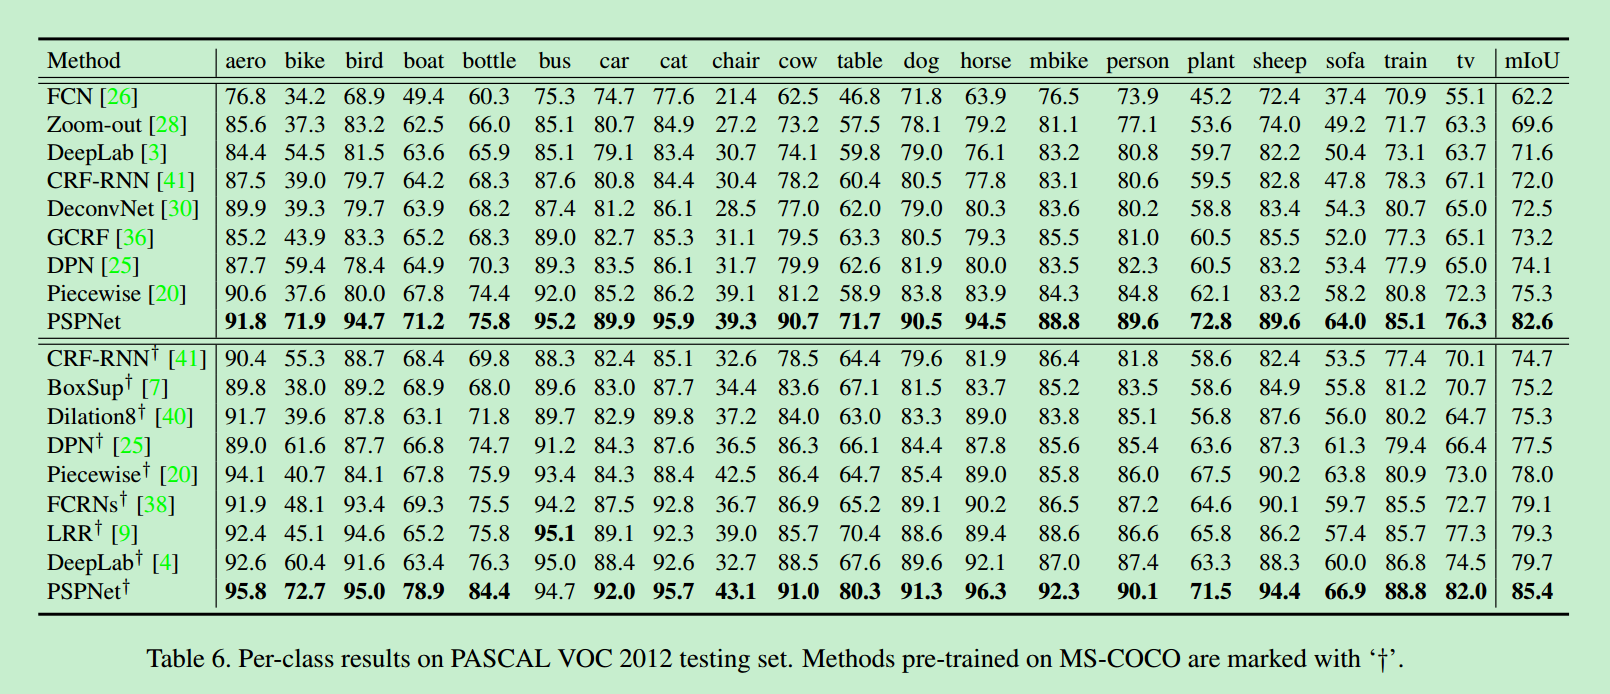 Method aero bike bird boat bottle bus car cat chair cow table dog horse mbike person plant sheep sofa train tv mIoU
FCN [26] 76.8 34.2 68.9 49.4 60.3 75.3 74.7 77.6 21.4 62.5 46.8 71.8 63.9 76.5 73.9 45.2 72.4 37.4 70.9 55.1 62.2
Zoom-out [28] 85.6 37.3 83.2 62.5 66.0 85.1 80.7 84.9 27.2 73.2 57.5 78.1 79.2 81.1 77.1 53.6 74.0 49.2 71.7 63.3 69.6
DeepLab [3] 84.4 54.5 81.5 63.6 65.9 85.1 79.1 83.4 30.7 74.1 59.8 79.0 76.1 83.2 80.8 59.7 82.2 50.4 73.1 63.7 71.6
CRF-RNN [41] 87.5 39.0 79.7 64.2 68.3 87.6 80.8 84.4 30.4 78.2 60.4 80.5 77.8 83.1 80.6 59.5 82.8 47.8 78.3 67.1 72.0
DeconvNet [30] 89.9 39.3 79.7 63.9 68.2 87.4 81.2 86.1 28.5 77.0 62.0 79.0 80.3 83.6 80.2 58.8 83.4 54.3 80.7 65.0 72.5
GCRF [36] 85.2 43.9 83.3 65.2 68.3 89.0 82.7 85.3 31.1 79.5 63.3 80.5 79.3 85.5 81.0 60.5 85.5 52.0 77.3 65.1 73.2
DPN [25] 87.7 59.4 78.4 64.9 70.3 89.3 83.5 86.1 31.7 79.9 62.6 81.9 80.0 83.5 82.3 60.5 83.2 53.4 77.9 65.0 74.1
Piecewise [20] 90.6 37.6 80.0 67.8 74.4 92.0 85.2 86.2 39.1 81.2 58.9 83.8 83.9 84.3 84.8 62.1 83.2 58.2 80.8 72.3 75.3
PSPNet 91.8 71.9 94.7 71.2 75.8 95.2 89.9 95.9 39.3 90.7 71.7 90.5 94.5 88.8 89.6 72.8 89.6 64.0 85.1 76.3 82.6
CRF-RNN† [41] 90.4 55.3 88.7 68.4 69.8 88.3 82.4 85.1 32.6 78.5 64.4 79.6 81.9 86.4 81.8 58.6 82.4 53.5 77.4 70.1 74.7
BoxSup† [7] 89.8 38.0 89.2 68.9 68.0 89.6 83.0 87.7 34.4 83.6 67.1 81.5 83.7 85.2 83.5 58.6 84.9 55.8 81.2 70.7 75.2
Dilation8† [40] 91.7 39.6 87.8 63.1 71.8 89.7 82.9 89.8 37.2 84.0 63.0 83.3 89.0 83.8 85.1 56.8 87.6 56.0 80.2 64.7 75.3
DPN† [25] 89.0 61.6 87.7 66.8 74.7 91.2 84.3 87.6 36.5 86.3 66.1 84.4 87.8 85.6 85.4 63.6 87.3 61.3 79.4 66.4 77.5
Piecewise† [20] 94.1 40.7 84.1 67.8 75.9 93.4 84.3 88.4 42.5 86.4 64.7 85.4 89.0 85.8 86.0 67.5 90.2 63.8 80.9 73.0 78.0
FCRNs† [38] 91.9 48.1 93.4 69.3 75.5 94.2 87.5 92.8 36.7 86.9 65.2 89.1 90.2 86.5 87.2 64.6 90.1 59.7 85.5 72.7 79.1
LRR† [9] 92.4 45.1 94.6 65.2 75.8 95.1 89.1 92.3 39.0 85.7 70.4 88.6 89.4 88.6 86.6 65.8 86.2 57.4 85.7 77.3 79.3
DeepLab† [4] 92.6 60.4 91.6 63.4 76.3 95.0 88.4 92.6 32.7 88.5 67.6 89.6 92.1 87.0 87.4 63.3 88.3 60.0 86.8 74.5 79.7
PSPNet† 95.8 72.7 95.0 78.9 84.4 94.7 92.0 95.7 43.1 91.0 80.3 91.3 96.3 92.3 90.1 71.5 94.4 66.9 88.8 82.0 85.4
Table 6. Per-class results on PASCAL VOC 2012 testing set. Methods pre-trained on MS-COCO are marked with ‘†’.